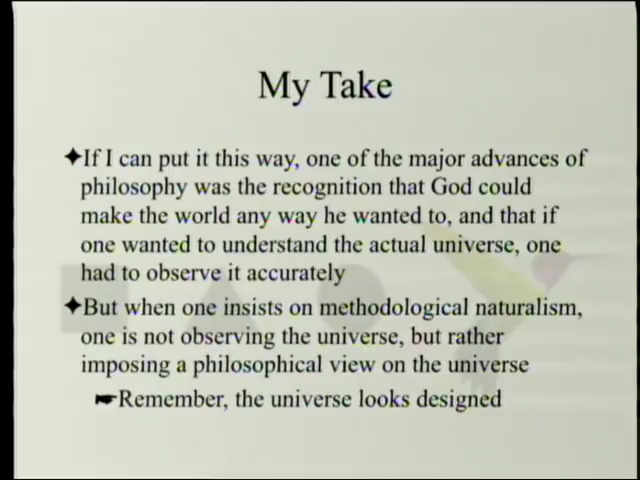 My Take
If I can put it this way, one of the major advances of
philosophy was the recognition that God could
make the world any way he wanted to, and that if
one wanted to understand the actual universe, one
had to observe it accurately
But when one insists on methodological naturalism,
one is not observing the universe, but rather
imposing a philosophical view on the universe
Remember, the universe looks designed